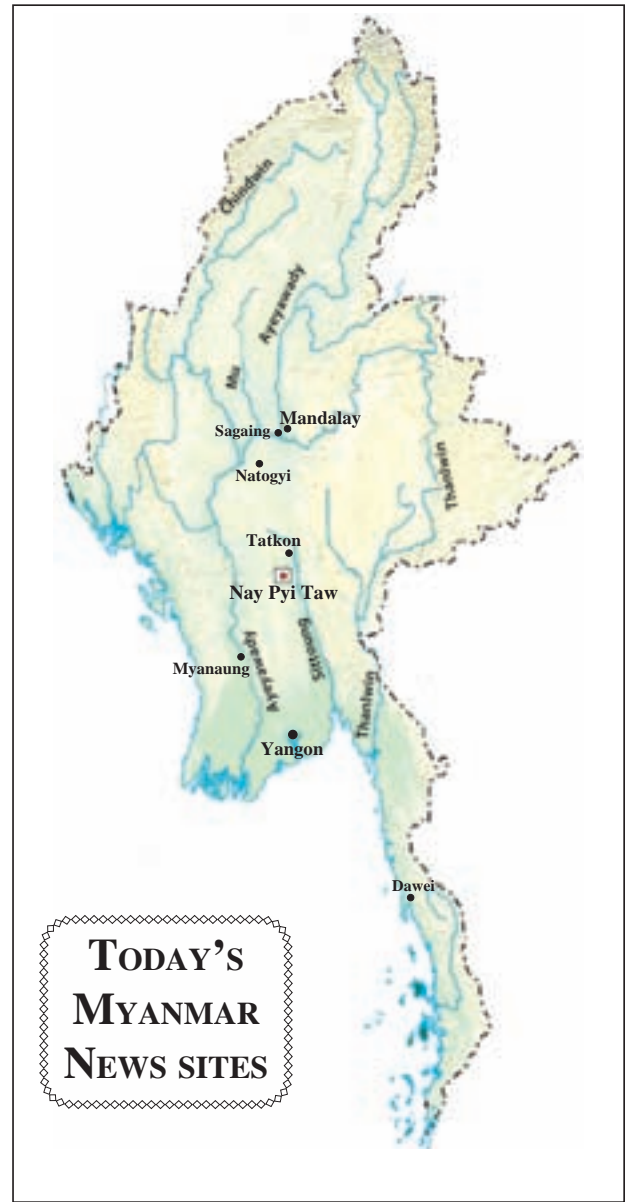 Chindwin
Ayeyawady
Mu
Mandalay
Sagaing
Natogyi
Thanlwin
Tatkon
Nay Pyi Taw
Sittoung
Ayeyawady
Myanaung
Thanlwin
Yangon
Dawei
TODAY'S
MYANMAR
NEWS SITES